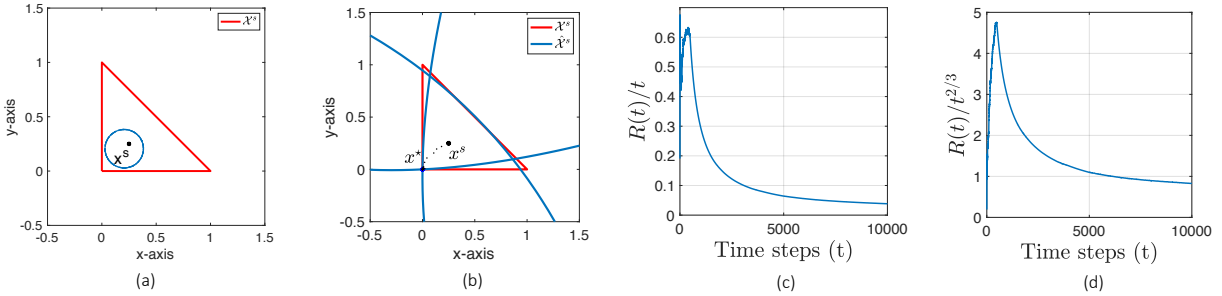 1.5
1
0.5
0
-0.5
y-axis
-0.5 0 0.5 1 1.5
x-axis
𝒳ˢ
xˢ
(a)
1.5
1
0.5
0
-0.5
y-axis
-0.5 0 0.5 1 1.5
x-axis
𝒳ˢ
𝒳̂ˢ
x*
xˢ
(b)
0.6
0.5
0.4
0.3
0.2
0.1
0
R(t)/t
0 5000 10000
Time steps (t)
(c)
5
4
3
2
1
0
R(t)/t^{2/3}
0 5000 10000
Time steps (t)
(d)